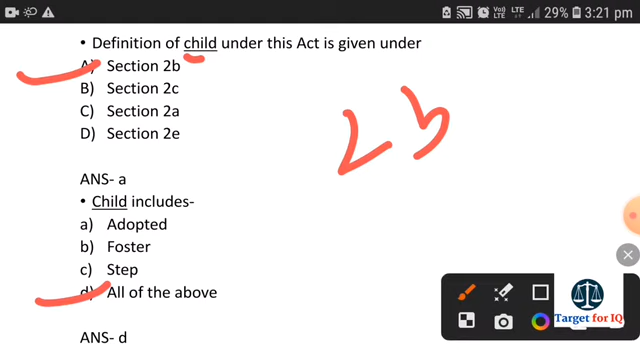 Vo) LTE LTE 29% 3:21 pm
• Definition of child under this Act is given under
A) Section 2b
B) Section 2c
C) Section 2a
D) Section 2e
2b
ANS- a
• Child includes-
a) Adopted
b) Foster
c) Step
d) All of the above
ANS- d
Target for IQ